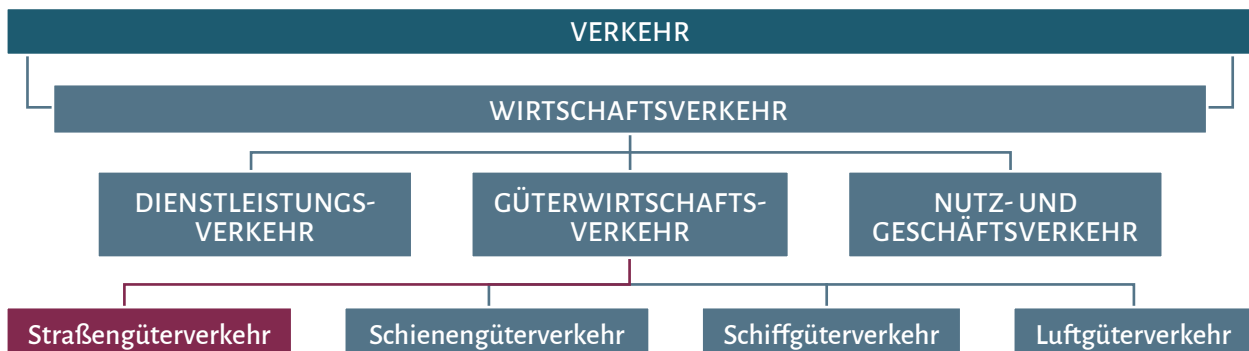 VERKEHR
WIRTSCHAFTSVERKEHR
DIENSTLEISTUNGS-
VERKEHR
GÜTERWIRTSCHAFTS-
VERKEHR
NUTZ- UND
GESCHÄFTSVERKEHR
Straßengüterverkehr
Schienengüterverkehr
Schiffgüterverkehr
Luftgüterverkehr